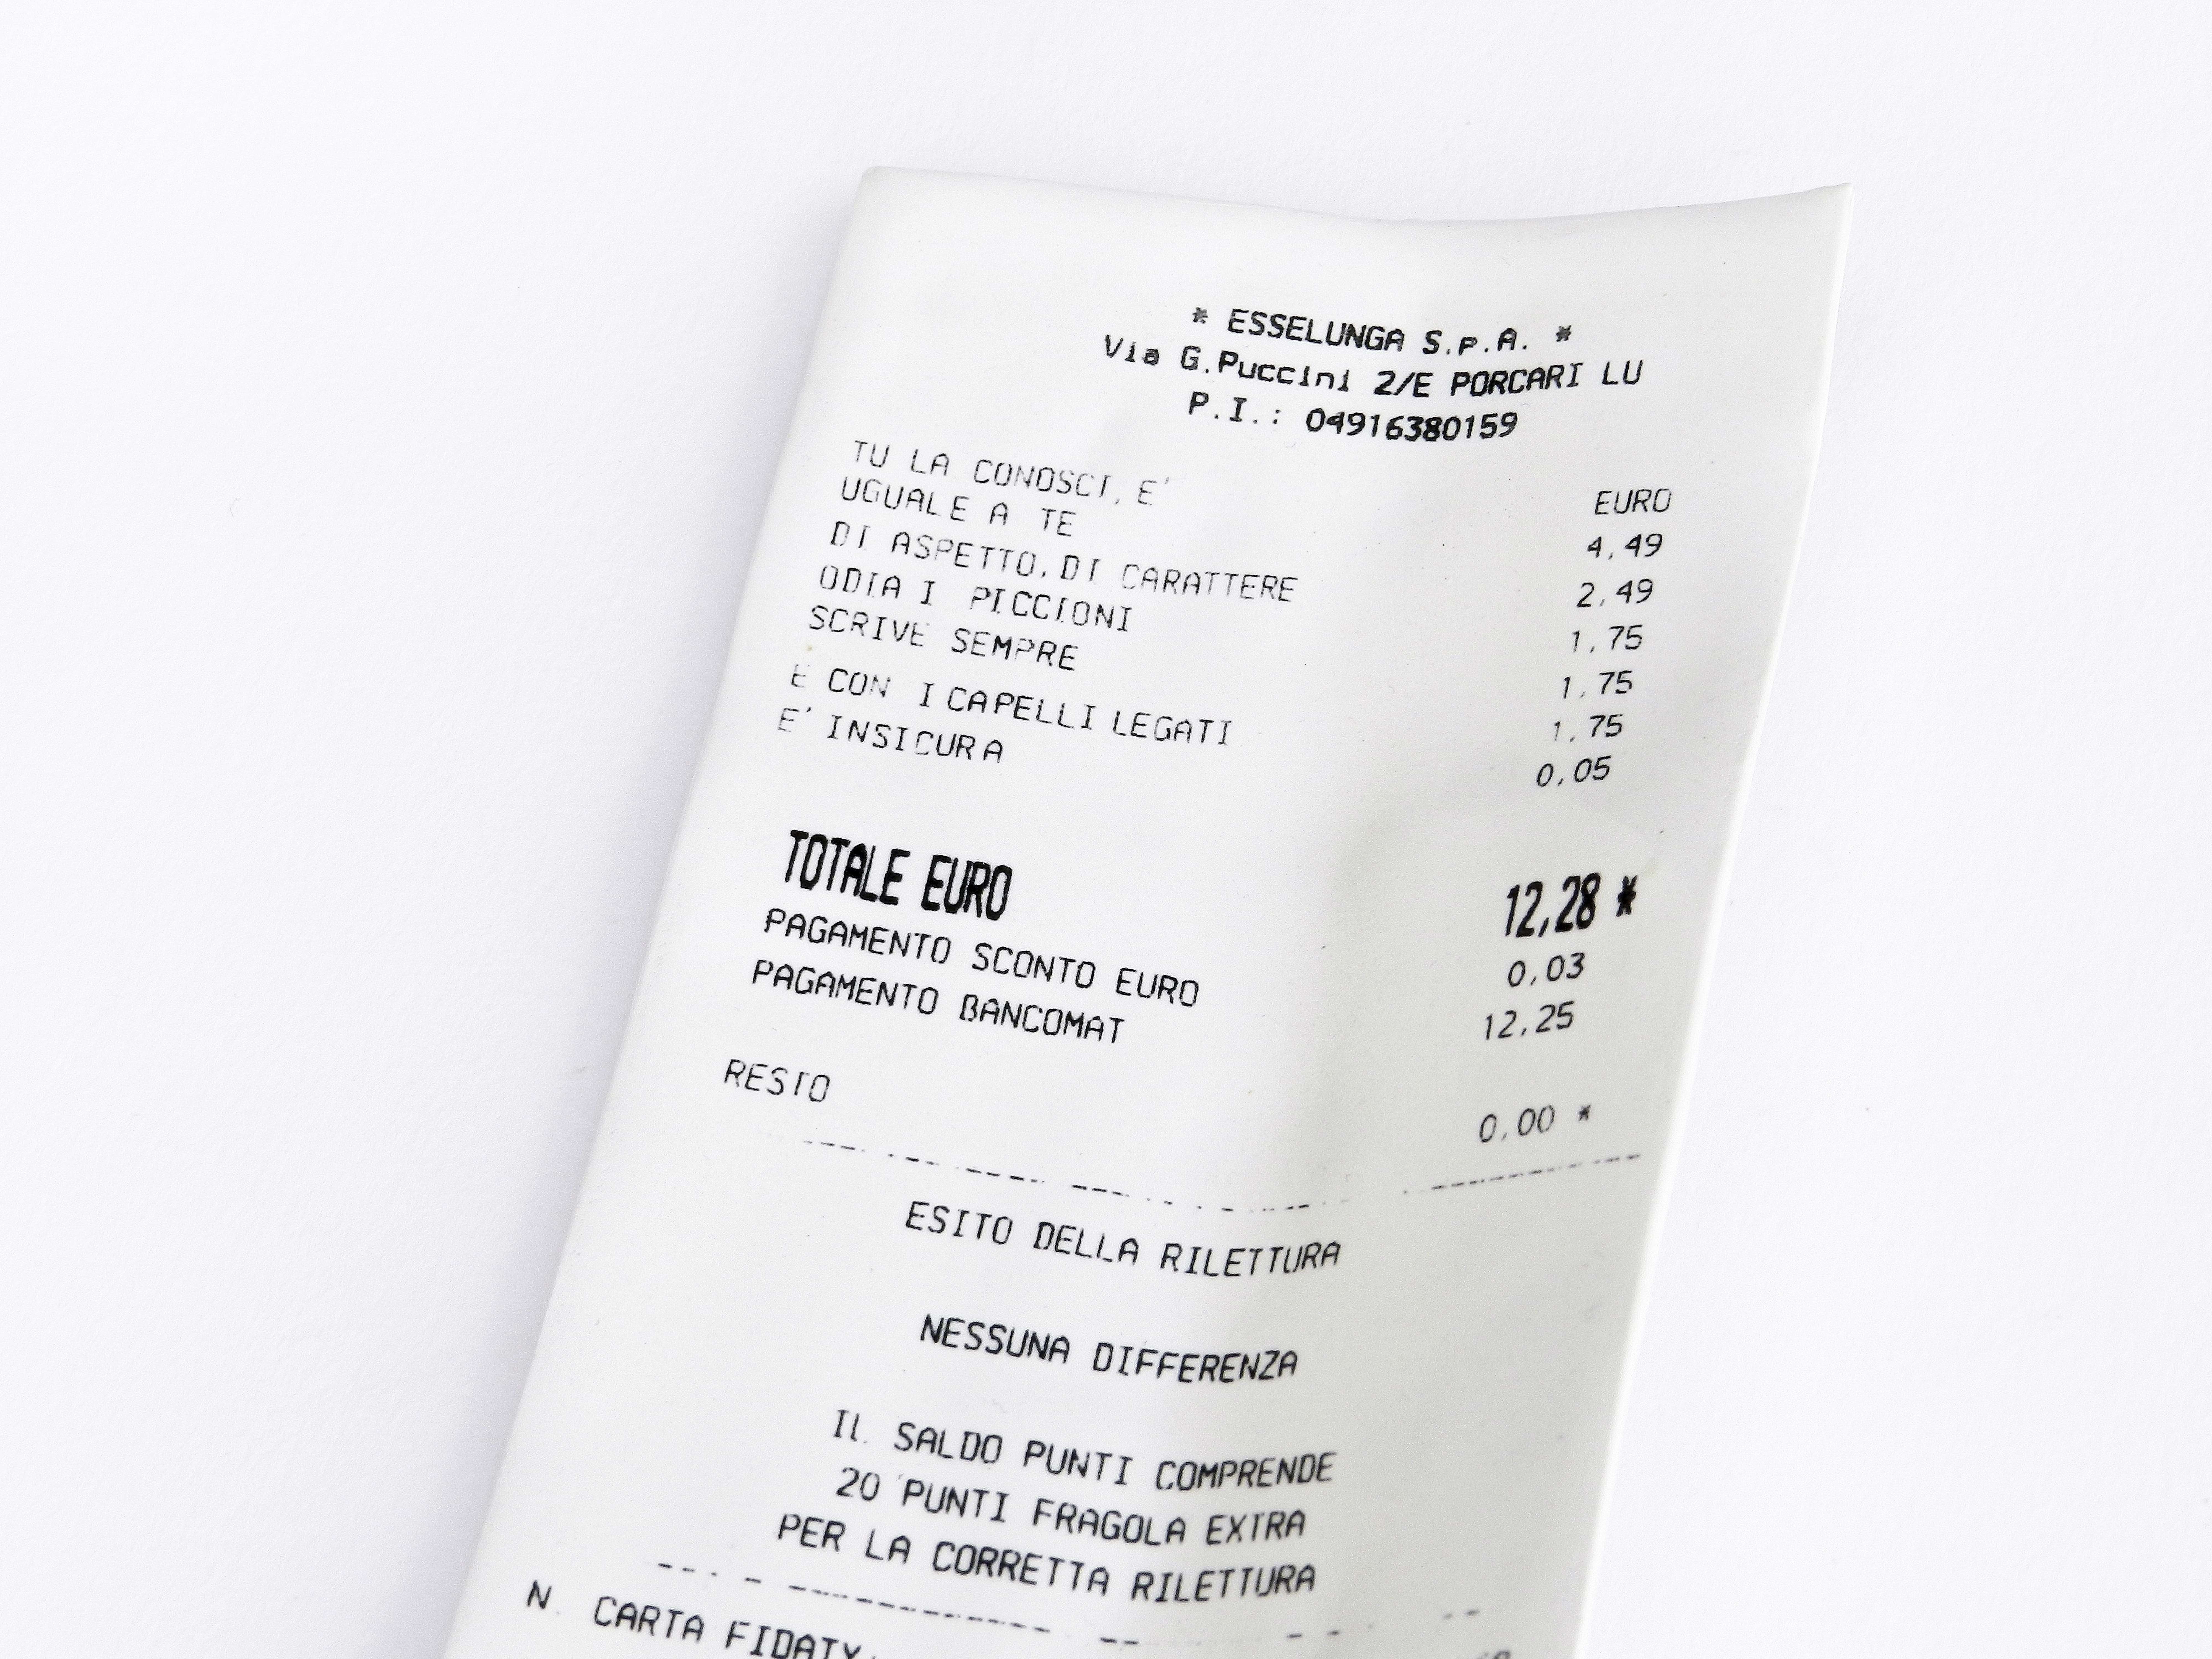 * ESSELUNGA S.p.A. *
Via G.Puccini 2/E PORCARI LU
P.I.: 04916380159
EURO
TU LA CONOSCI, E' 4,49
UGUALE A TE 2,49
DI ASPETTO,DI CARATTERE 1,75
ODIA I PICCIONI 1,75
SCRIVE SEMPRE 1,75
E CON I CAPELLI LEGATI 0,05
E' INSICURA
TOTALE EURO 12,28 *
PAGAMENTO SCONTO EURO 0,03
PAGAMENTO BANCOMAT 12,25
RESTO 0,00 *
ESITO DELLA RILETTURA
NESSUNA DIFFERENZA
IL SALDO PUNTI COMPRENDE
20 PUNTI FRAGOLA EXTRA
PER LA CORRETTA RILETTURA
N. CARTA FIDATY